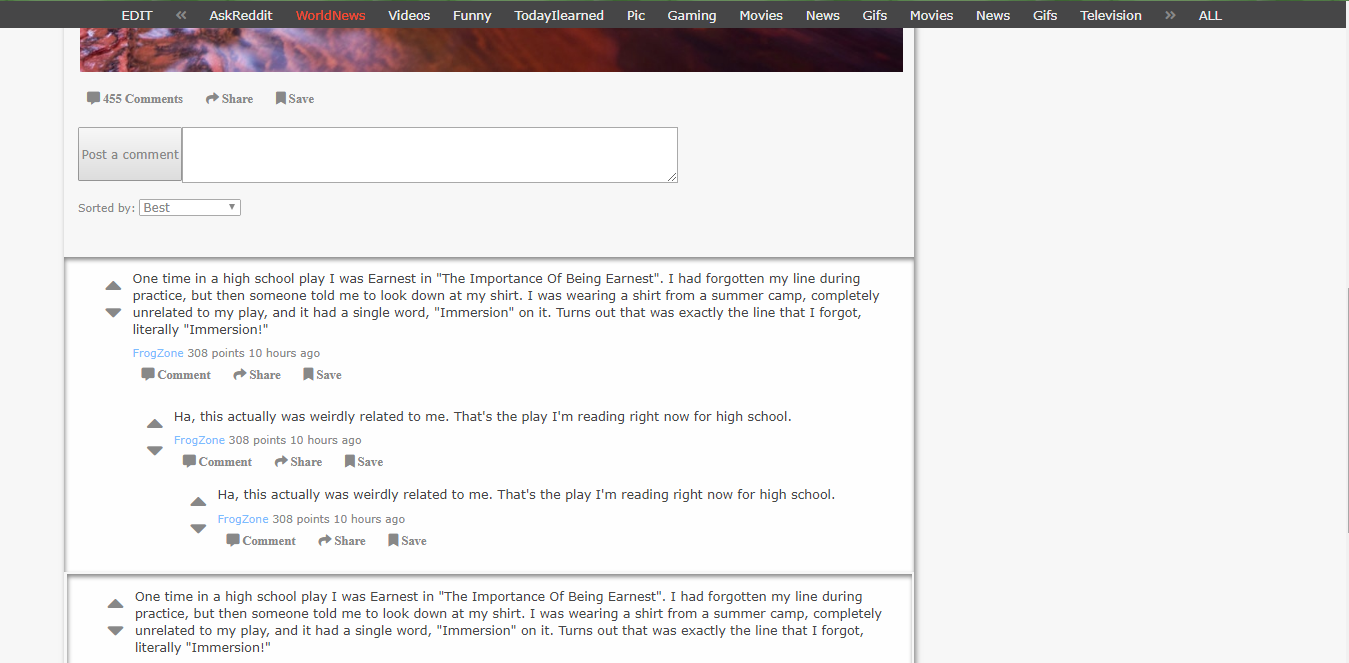 EDIT « AskReddit WorldNews Videos Funny TodayIlearned Pic Gaming Movies News Gifs Movies News Gifs Television » ALL
455 Comments Share Save
Post a comment
Sorted by: Best
One time in a high school play I was Earnest in "The Importance Of Being Earnest". I had forgotten my line during
practice, but then someone told me to look down at my shirt. I was wearing a shirt from a summer camp, completely
unrelated to my play, and it had a single word, "Immersion" on it. Turns out that was exactly the line that I forgot,
literally "Immersion!"
FrogZone 308 points 10 hours ago
Comment Share Save
Ha, this actually was weirdly related to me. That's the play I'm reading right now for high school.
FrogZone 308 points 10 hours ago
Comment Share Save
Ha, this actually was weirdly related to me. That's the play I'm reading right now for high school.
FrogZone 308 points 10 hours ago
Comment Share Save
One time in a high school play I was Earnest in "The Importance Of Being Earnest". I had forgotten my line during
practice, but then someone told me to look down at my shirt. I was wearing a shirt from a summer camp, completely
unrelated to my play, and it had a single word, "Immersion" on it. Turns out that was exactly the line that I forgot,
literally "Immersion!"